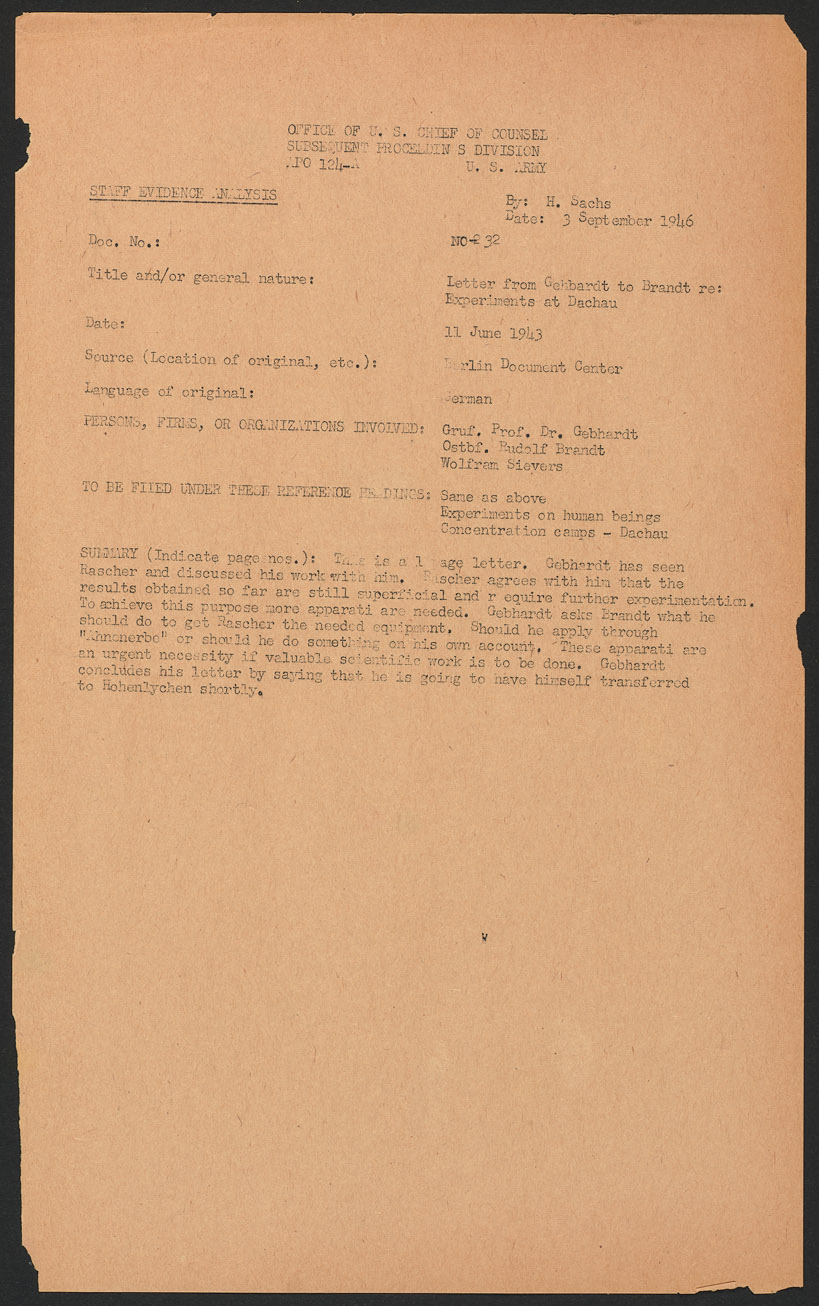 OFFICE OF U. S. CHIEF OF COUNSEL
SUBSEQUENT PROCEEDIN S DIVISION
APO 124-A U. S. ARMY
STAFF EVIDENCE ANALYSIS
By: H. Sachs
Date: 3 September 1946
Doc. No.: NO- 32
Title and/or general nature: Letter from Gebhardt to Brandt re:
Experiments at Dachau
Date: 11 June 1943
Source (Location of original, etc.): Berlin Document Center
Language of original: German
PERSONS, FIRMS, OR ORGANIZATIONS INVOLVED: Gruf. Prof. Dr. Gebhardt
Ostbf. Rudolf Brandt
Wolfram Sievers
TO BE FILED UNDER THESE REFERENCE HEADINGS: Same as above
Experiments on human beings
Concentration camps - Dachau
SUMMARY (Indicate page nos.): This is a 1 page letter. Gebhardt has seen
Rascher and discussed his work with him. Rascher agrees with him that the
results obtained so far are still superficial and r equire further experimentation.
To achieve this purpose more apparati are needed. Gebhardt asks Brandt what he
should do to get Rascher the needed equipment. Should he apply through
"Ahnenerbe" or should he do something on his own account. These apparati are
an urgent necessity if valuable scientific work is to be done. Gebhardt
concludes his letter by saying that he is going to have himself transferred
to Hohenlychen shortly.